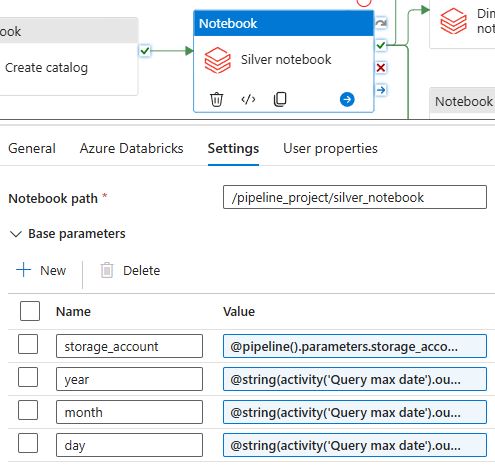 ook
Notebook
Create catalog
Silver notebook
Din
Notebook
General Azure Databricks Settings User properties
Notebook path * /pipeline_project/silver_notebook
Base parameters
New Delete
Name Value
storage_account @pipeline().parameters.storage_acco...
year @string(activity('Query max date').ou...
month @string(activity('Query max date').ou...
day @string(activity('Query max date').ou...